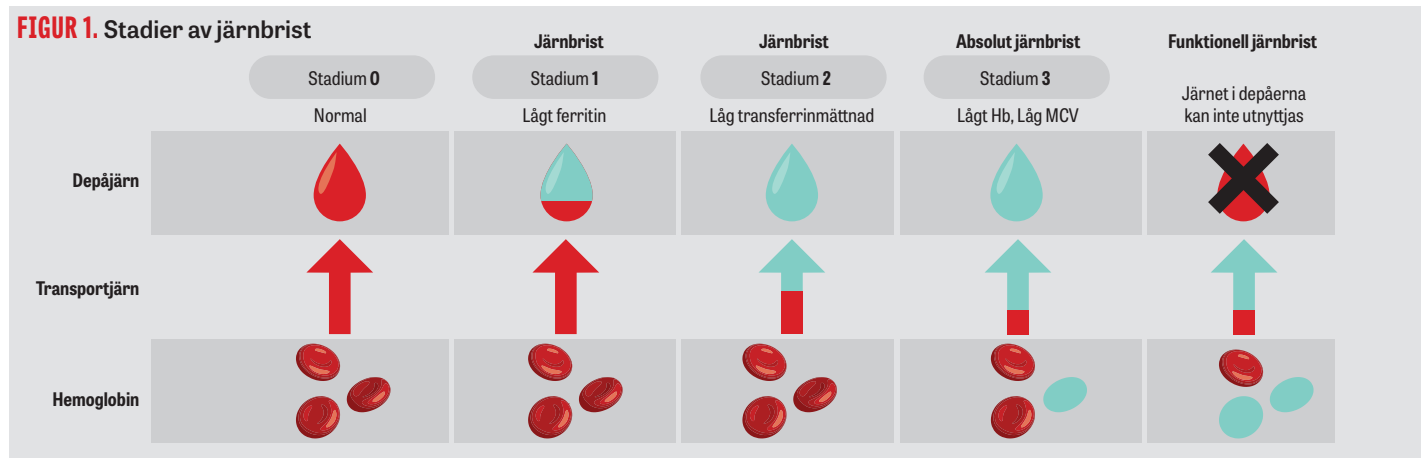 FIGUR 1. Stadier av järnbrist
Järnbrist
Järnbrist
Absolut järnbrist
Funktionell järnbrist
Stadium 0
Stadium 1
Stadium 2
Stadium 3
Järnet i depåerna
kan inte utnyttjas
Normal
Lågt ferritin
Låg transferrinmättnad
Lågt Hb, Låg MCV
Depåjärn
Transportjärn
Hemoglobin